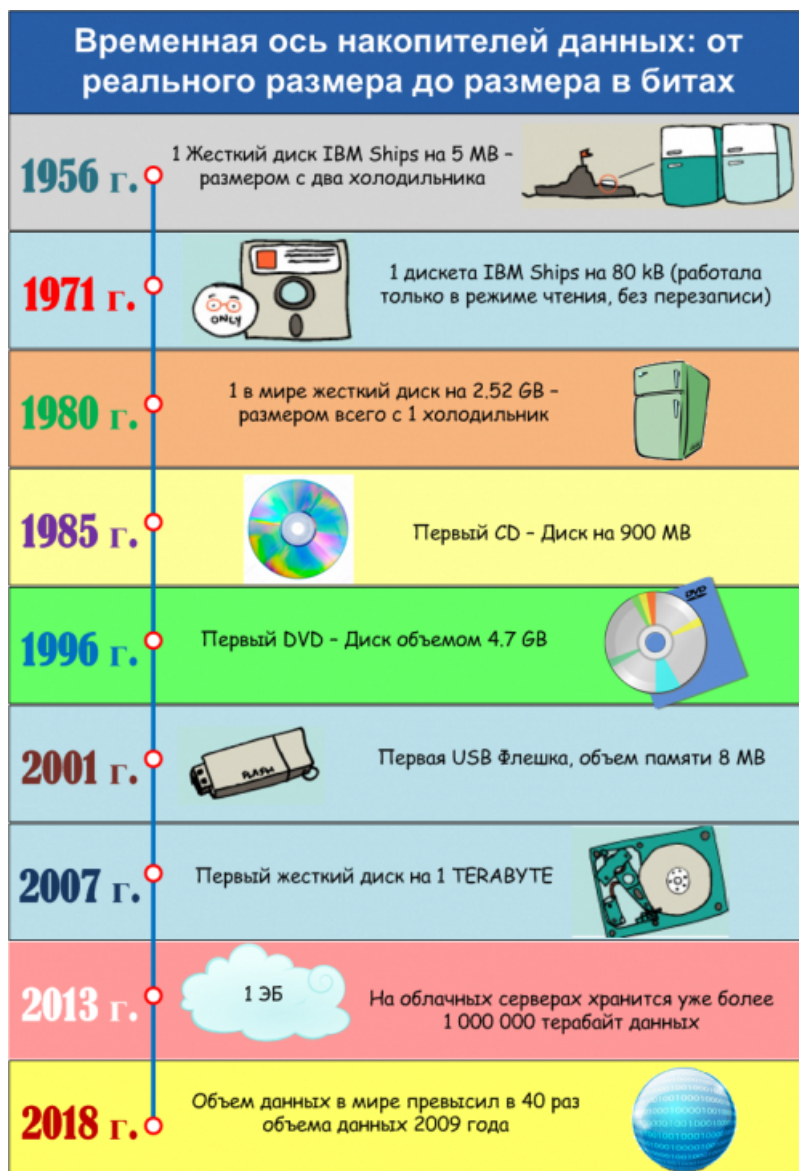 Временная ось накопителей данных: от
реального размера до размера в битах
1956 г.
1 Жесткий диск IBM Ships на 5 MB –
размером с два холодильника
1971 г.
ONLY
1 дискета IBM Ships на 80 kB (работала
только в режиме чтения, без перезаписи)
1980 г.
1 в мире жесткий диск на 2.52 GB –
размером всего с 1 холодильник
1985 г.
Первый CD – Диск на 900 MB
1996 г.
Первый DVD – Диск объемом 4.7 GB
DVD
2001 г.
FLASH
Первая USB Флешка, объем памяти 8 MB
2007 г.
Первый жесткий диск на 1 TERABYTE
2013 г.
1 ЭБ
На облачных серверах хранится уже более
1 000 000 терабайт данных
2018 г.
Объем данных в мире превысил в 40 раз
объема данных 2009 года